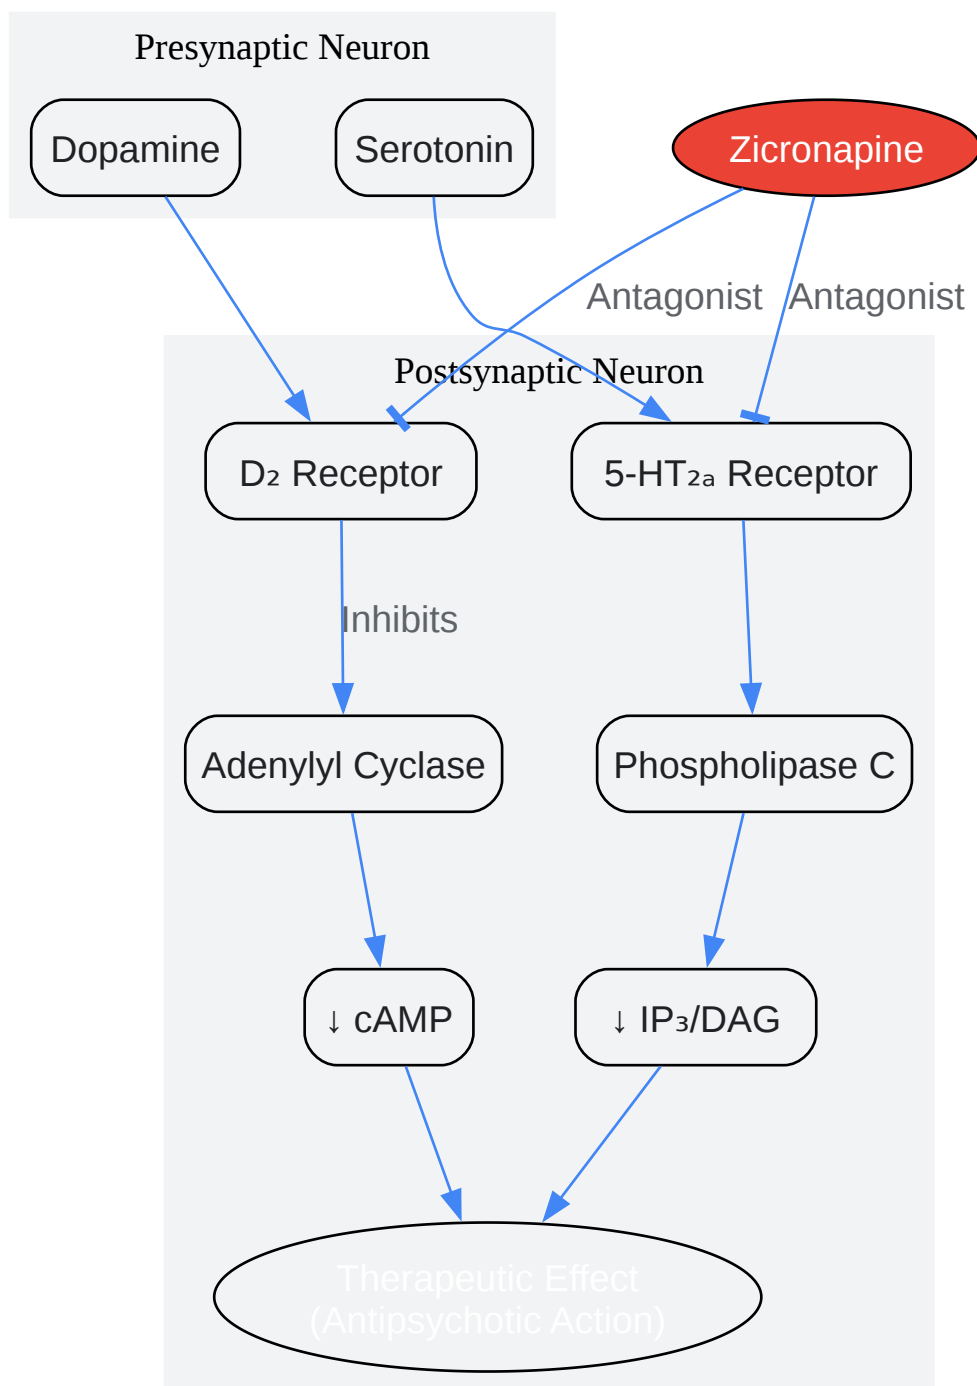 Presynaptic Neuron
Dopamine
Serotonin
Zicronapine
Antagonist
Antagonist
Postsynaptic Neuron
D₂ Receptor
5-HT₂ₐ Receptor
Inhibits
Adenylyl Cyclase
Phospholipase C
↓ cAMP
↓ IP₃/DAG
Therapeutic Effect
(Antipsychotic Action)